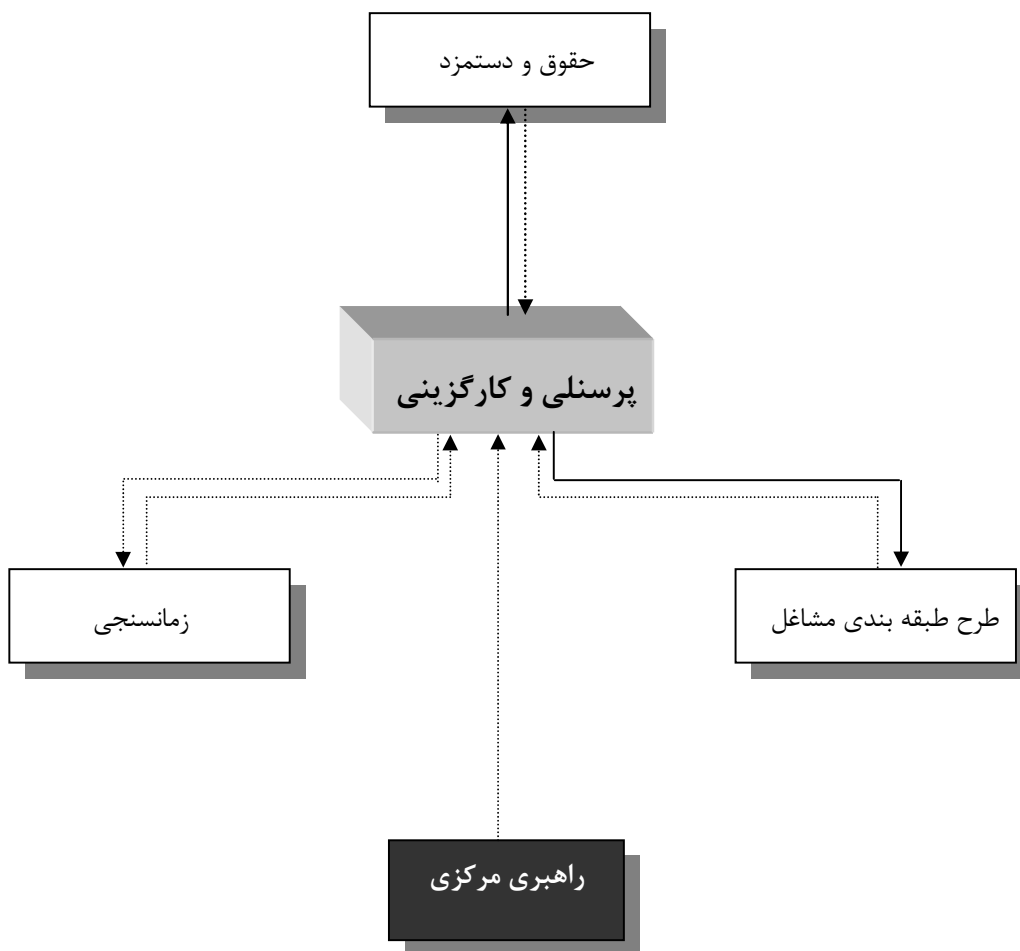 حقوق و دستمزد
پرسنلی و کارگزینی
زمانسنجی
طرح طبقه بندی مشاغل
راهبری مرکزی